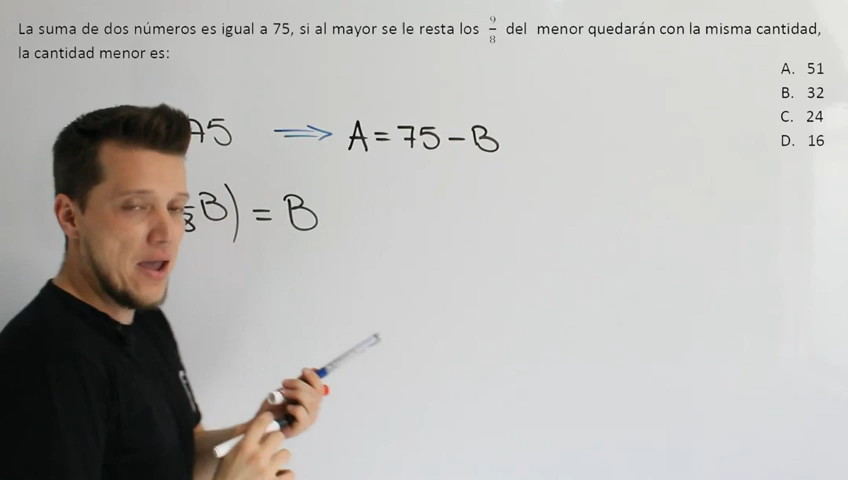 La suma de dos números es igual a 75, si al mayor se le resta los 9/8 del menor quedarán con la misma cantidad,
la cantidad menor es:
A. 51
B. 32
C. 24
D. 16
75 ⟹ A = 75 - B
8 B) = B